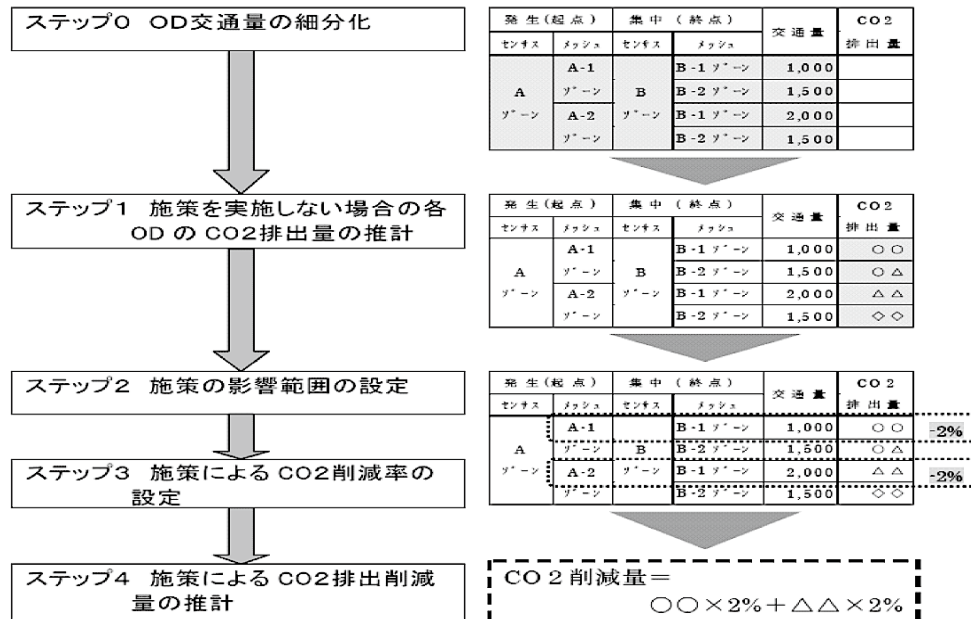 ステップ0 OD交通量の細分化
発生(起点) 集中 (終点) 交通量 CO2排出量
センサス メッシュ センサス メッシュ
Aゾーン A-1ゾーン Bゾーン B-1ゾーン 1,000
B-2ゾーン 1,500
A-2ゾーン B-1ゾーン 2,000
B-2ゾーン 1,500
ステップ1 施策を実施しない場合の各
ODのCO2排出量の推計
発生(起点) 集中 (終点) 交通量 CO2排出量
センサス メッシュ センサス メッシュ
Aゾーン A-1ゾーン Bゾーン B-1ゾーン 1,000 ○○
B-2ゾーン 1,500 ○△
A-2ゾーン B-1ゾーン 2,000 △△
B-2ゾーン 1,500 ◇◇
ステップ2 施策の影響範囲の設定
ステップ3 施策によるCO2削減率の
設定
発生(起点) 集中 (終点) 交通量 CO2排出量
センサス メッシュ センサス メッシュ
Aゾーン A-1ゾーン Bゾーン B-1ゾーン 1,000 ○○ -2%
B-2ゾーン 1,500 ○△
A-2ゾーン B-1ゾーン 2,000 △△ -2%
B-2ゾーン 1,500 ◇◇
ステップ4 施策によるCO2排出削減
量の推計
CO2削減量=
○○×2%+△△×2%